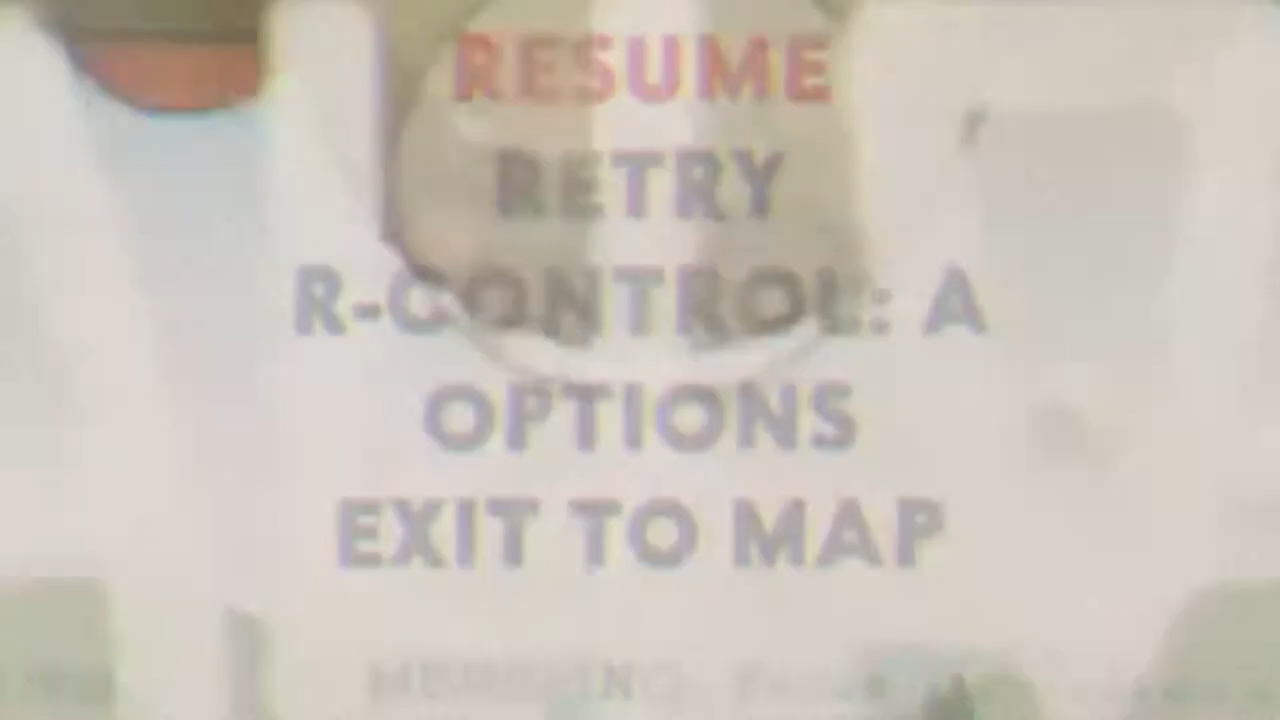 RESUME
RETRY
R-CONTROL: A
OPTIONS
EXIT TO MAP